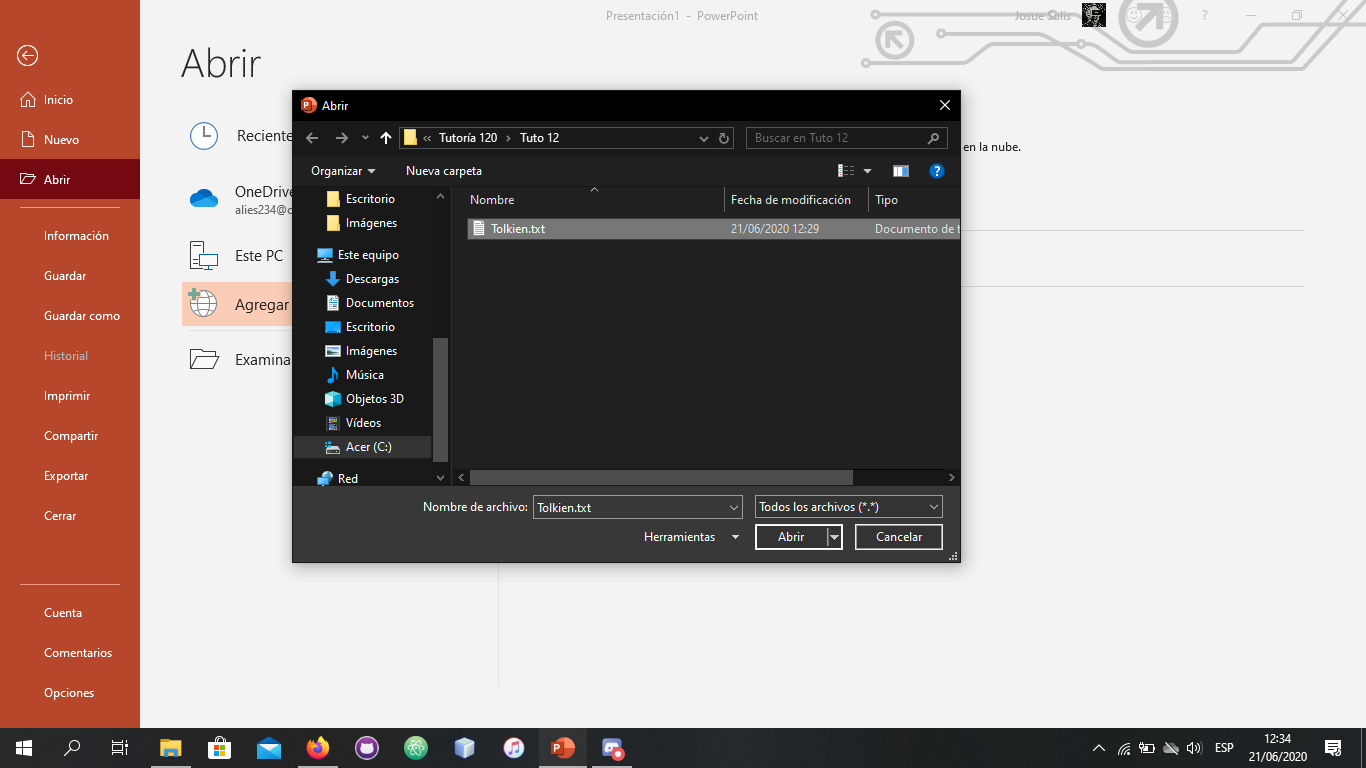 Presentación1 - PowerPoint
Josue Solis
Abrir
Inicio
Nuevo
Abrir
Información
Guardar
Guardar como
Historial
Imprimir
Compartir
Exportar
Cerrar
Cuenta
Comentarios
Opciones
Reciente
OneDrive
alies234@
Este PC
Agregar
Examina
en la nube.
Abrir
« Tutoría 120 › Tuto 12
Buscar en Tuto 12
Organizar
Nueva carpeta
Escritorio
Imágenes
Este equipo
Descargas
Documentos
Escritorio
Imágenes
Música
Objetos 3D
Vídeos
Acer (C:)
Red
Nombre Fecha de modificación Tipo
Tolkien.txt 21/06/2020 12:29 Documento de t
Nombre de archivo: Tolkien.txt Todos los archivos (*.*)
Herramientas Abrir Cancelar
ESP
12:34
21/06/2020